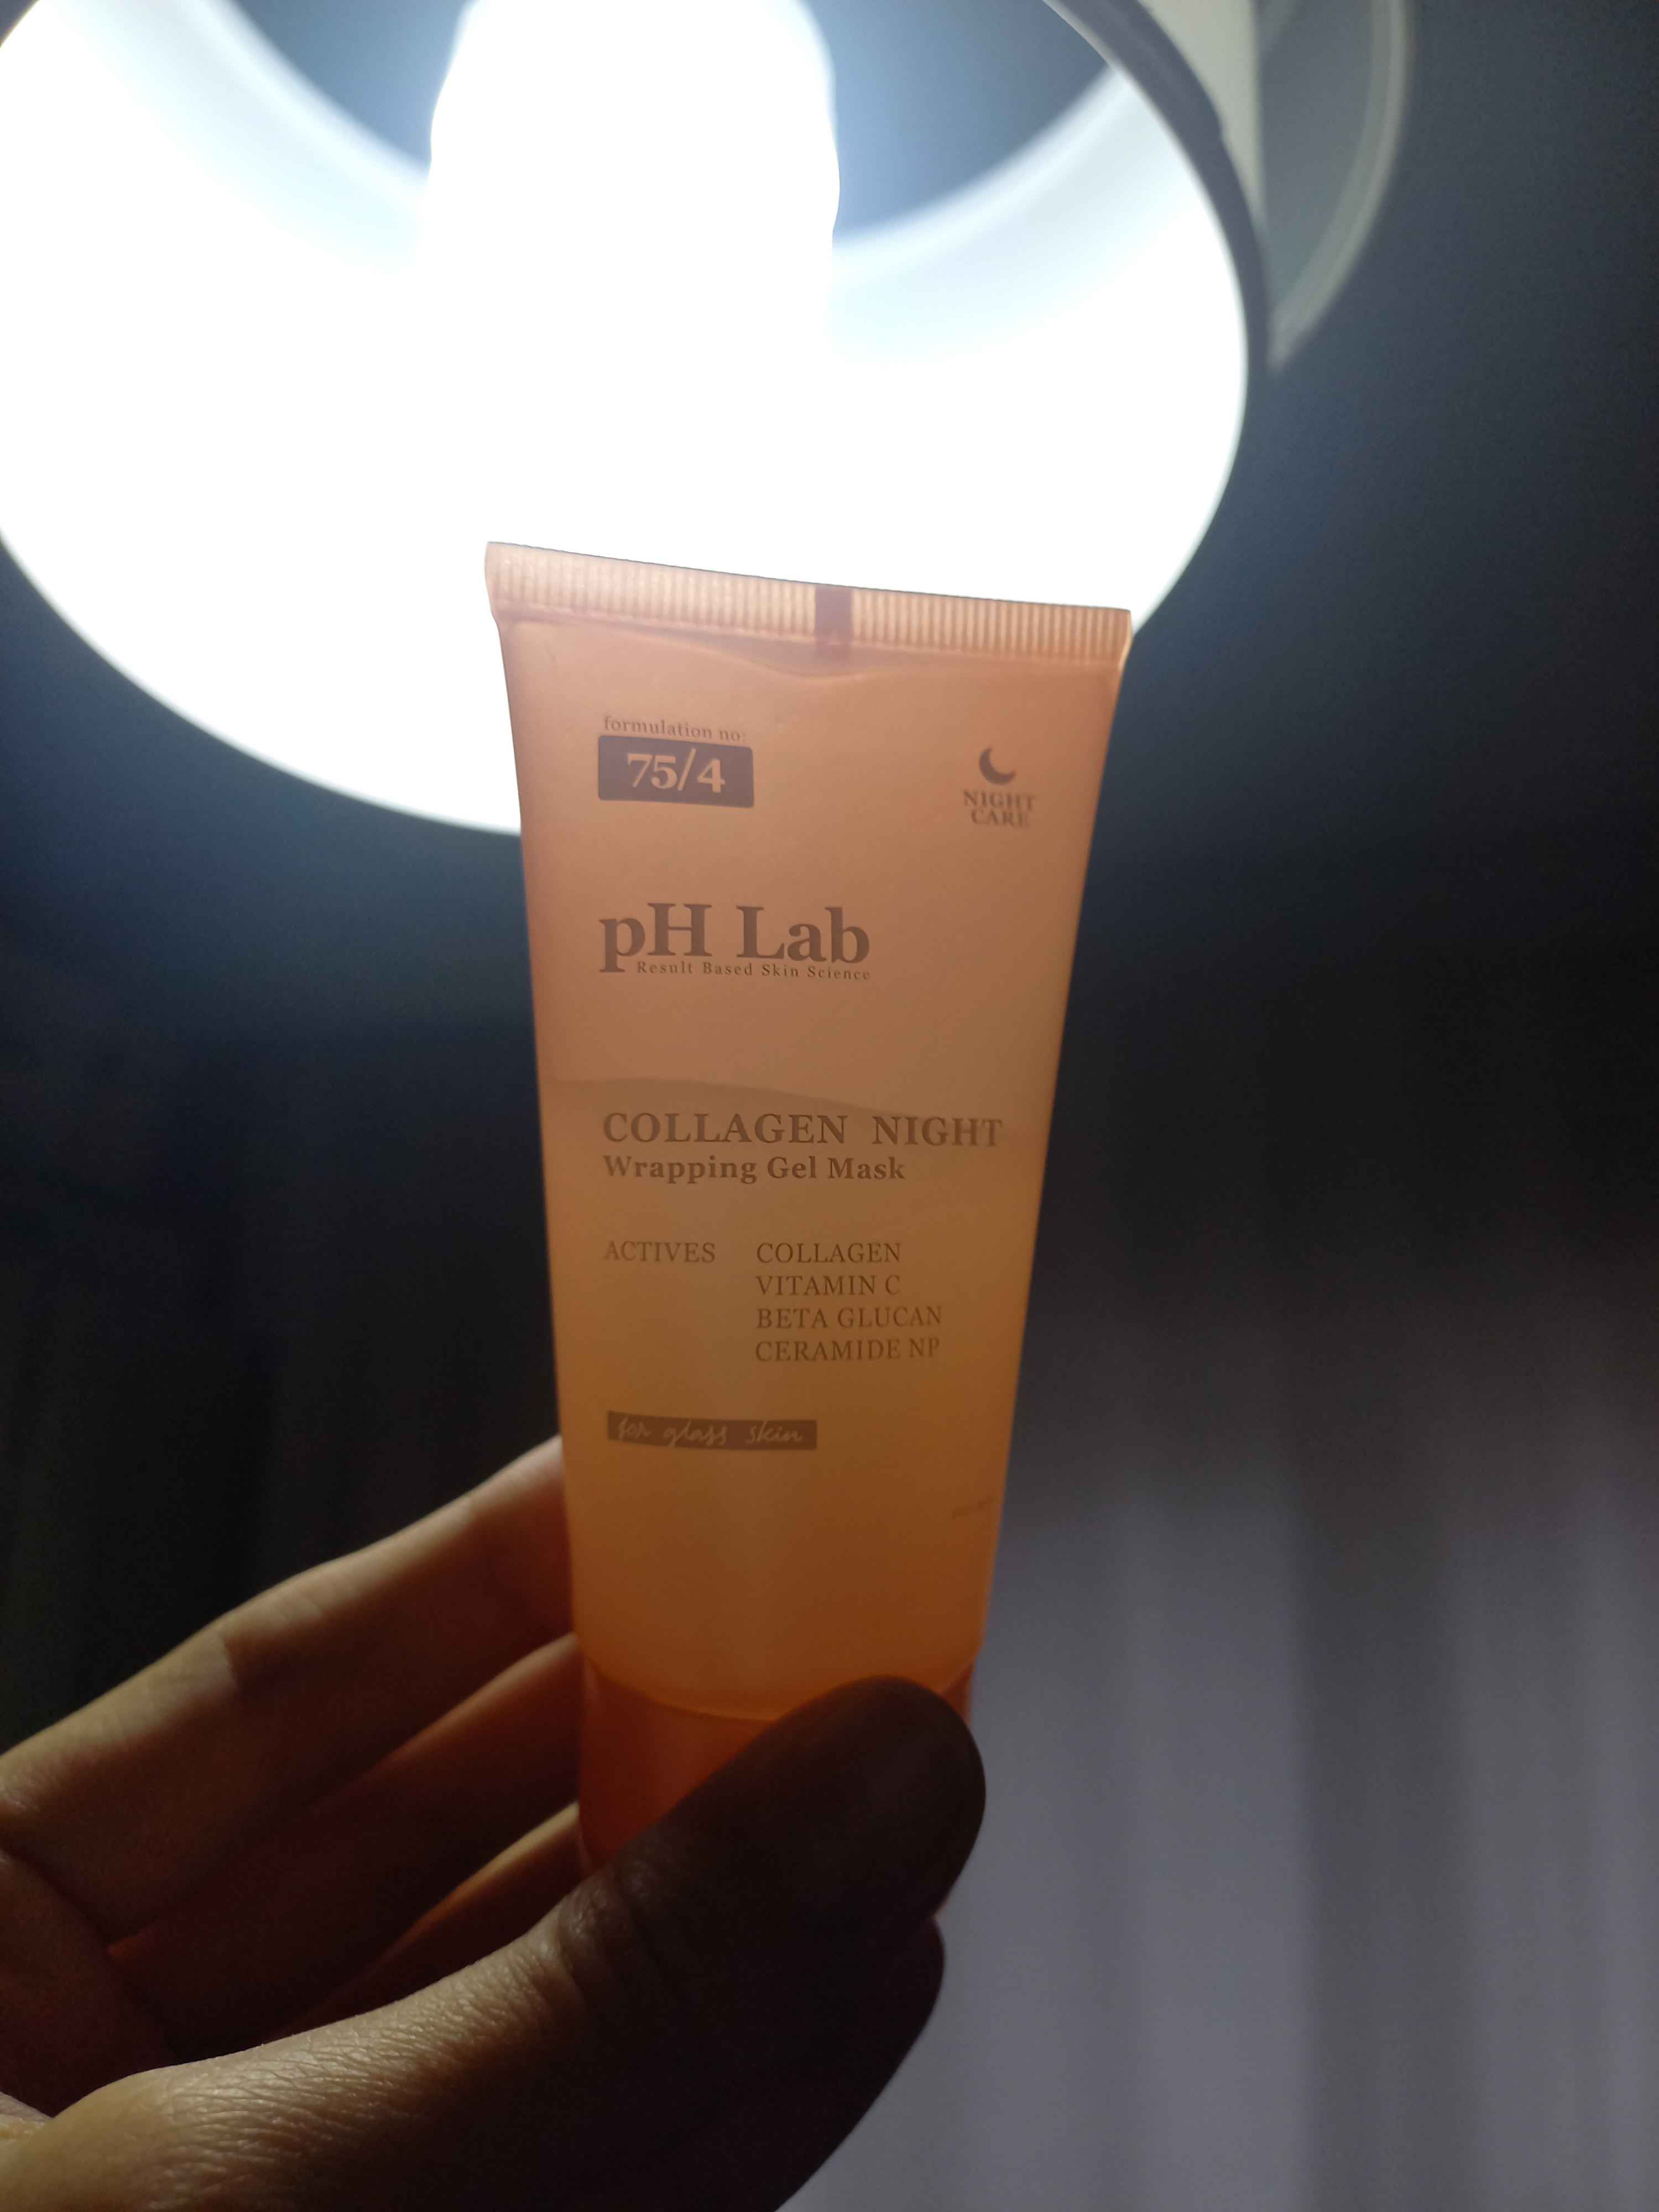 formulation no:
75/4
NIGHT
CARE
pH Lab
Result Based Skin Science
COLLAGEN NIGHT
Wrapping Gel Mask
ACTIVES COLLAGEN
VITAMIN C
BETA GLUCAN
CERAMIDE NP
for glass skin